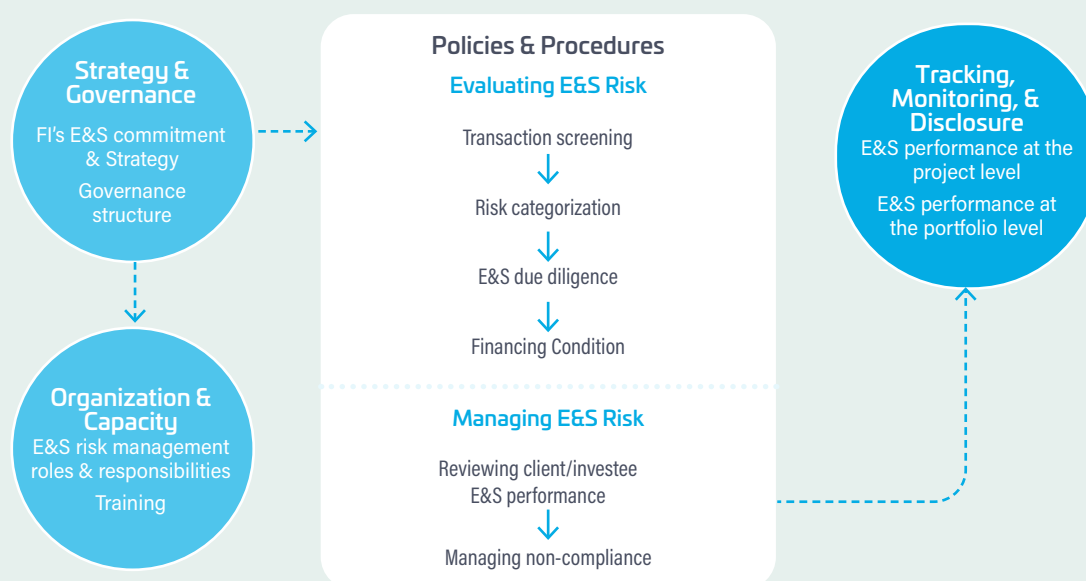 Strategy &
Governance
FI's E&S commitment
& Strategy
Governance
structure
Organization &
Capacity
E&S risk management
roles & responsibilities
Training
Policies & Procedures
Evaluating E&S Risk
Transaction screening
Risk categorization
E&S due diligence
Financing Condition
Managing E&S Risk
Reviewing client/investee
E&S performance
Managing non-compliance
Tracking,
Monitoring, &
Disclosure
E&S performance at the
project level
E&S performance at
the portfolio level